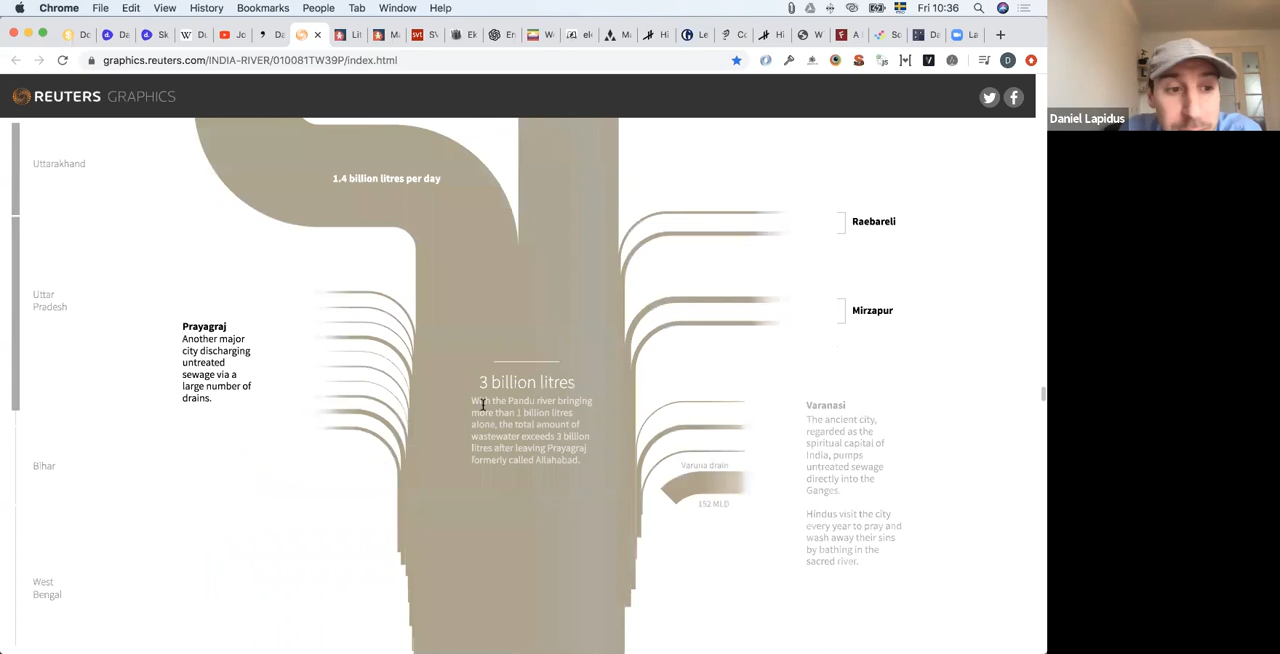 Chrome File Edit View History Bookmarks People Tab Window Help Fri 10:36
graphics.reuters.com/INDIA-RIVER/010081TW39P/index.html
REUTERS GRAPHICS
Daniel Lapidus
Uttarakhand
1.4 billion litres per day
Raebareli
Uttar
Pradesh
Mirzapur
Prayagraj
Another major
city discharging
untreated
sewage via a
large number of
drains.
3 billion litres
With the Pandu river bringing
more than 1 billion litres
alone, the total amount of
wastewater exceeds 3 billion
litres after leaving Prayagraj
formerly called Allahabad.
Varanasi
The ancient city,
regarded as the
spiritual capital of
India, pumps
untreated sewage
directly into the
Ganges.
Hindus visit the city
every year to pray and
wash away their sins
by bathing in the
sacred river.
Varuna drain
152 MLD
Bihar
West
Bengal